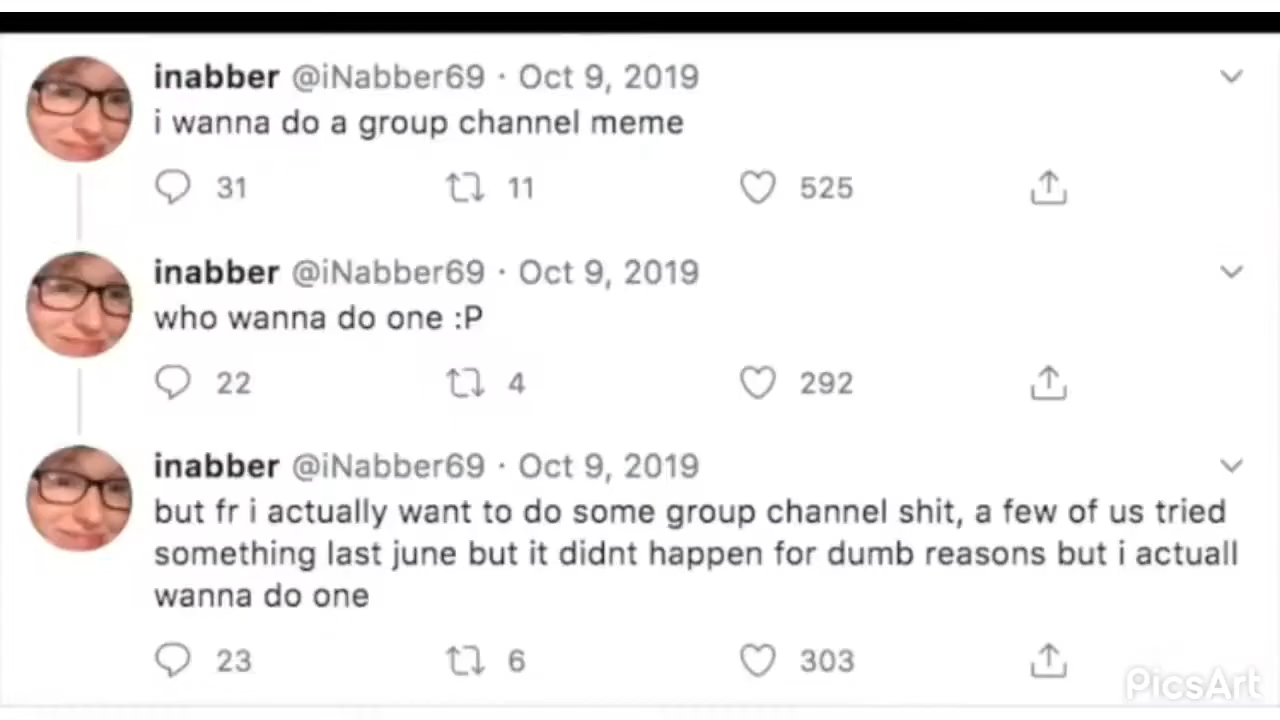 inabber @iNabber69 · Oct 9, 2019
i wanna do a group channel meme
31 11 525
inabber @iNabber69 · Oct 9, 2019
who wanna do one :P
22 4 292
inabber @iNabber69 · Oct 9, 2019
but fr i actually want to do some group channel shit, a few of us tried
something last june but it didnt happen for dumb reasons but i actuall
wanna do one
23 6 303
PicsArt